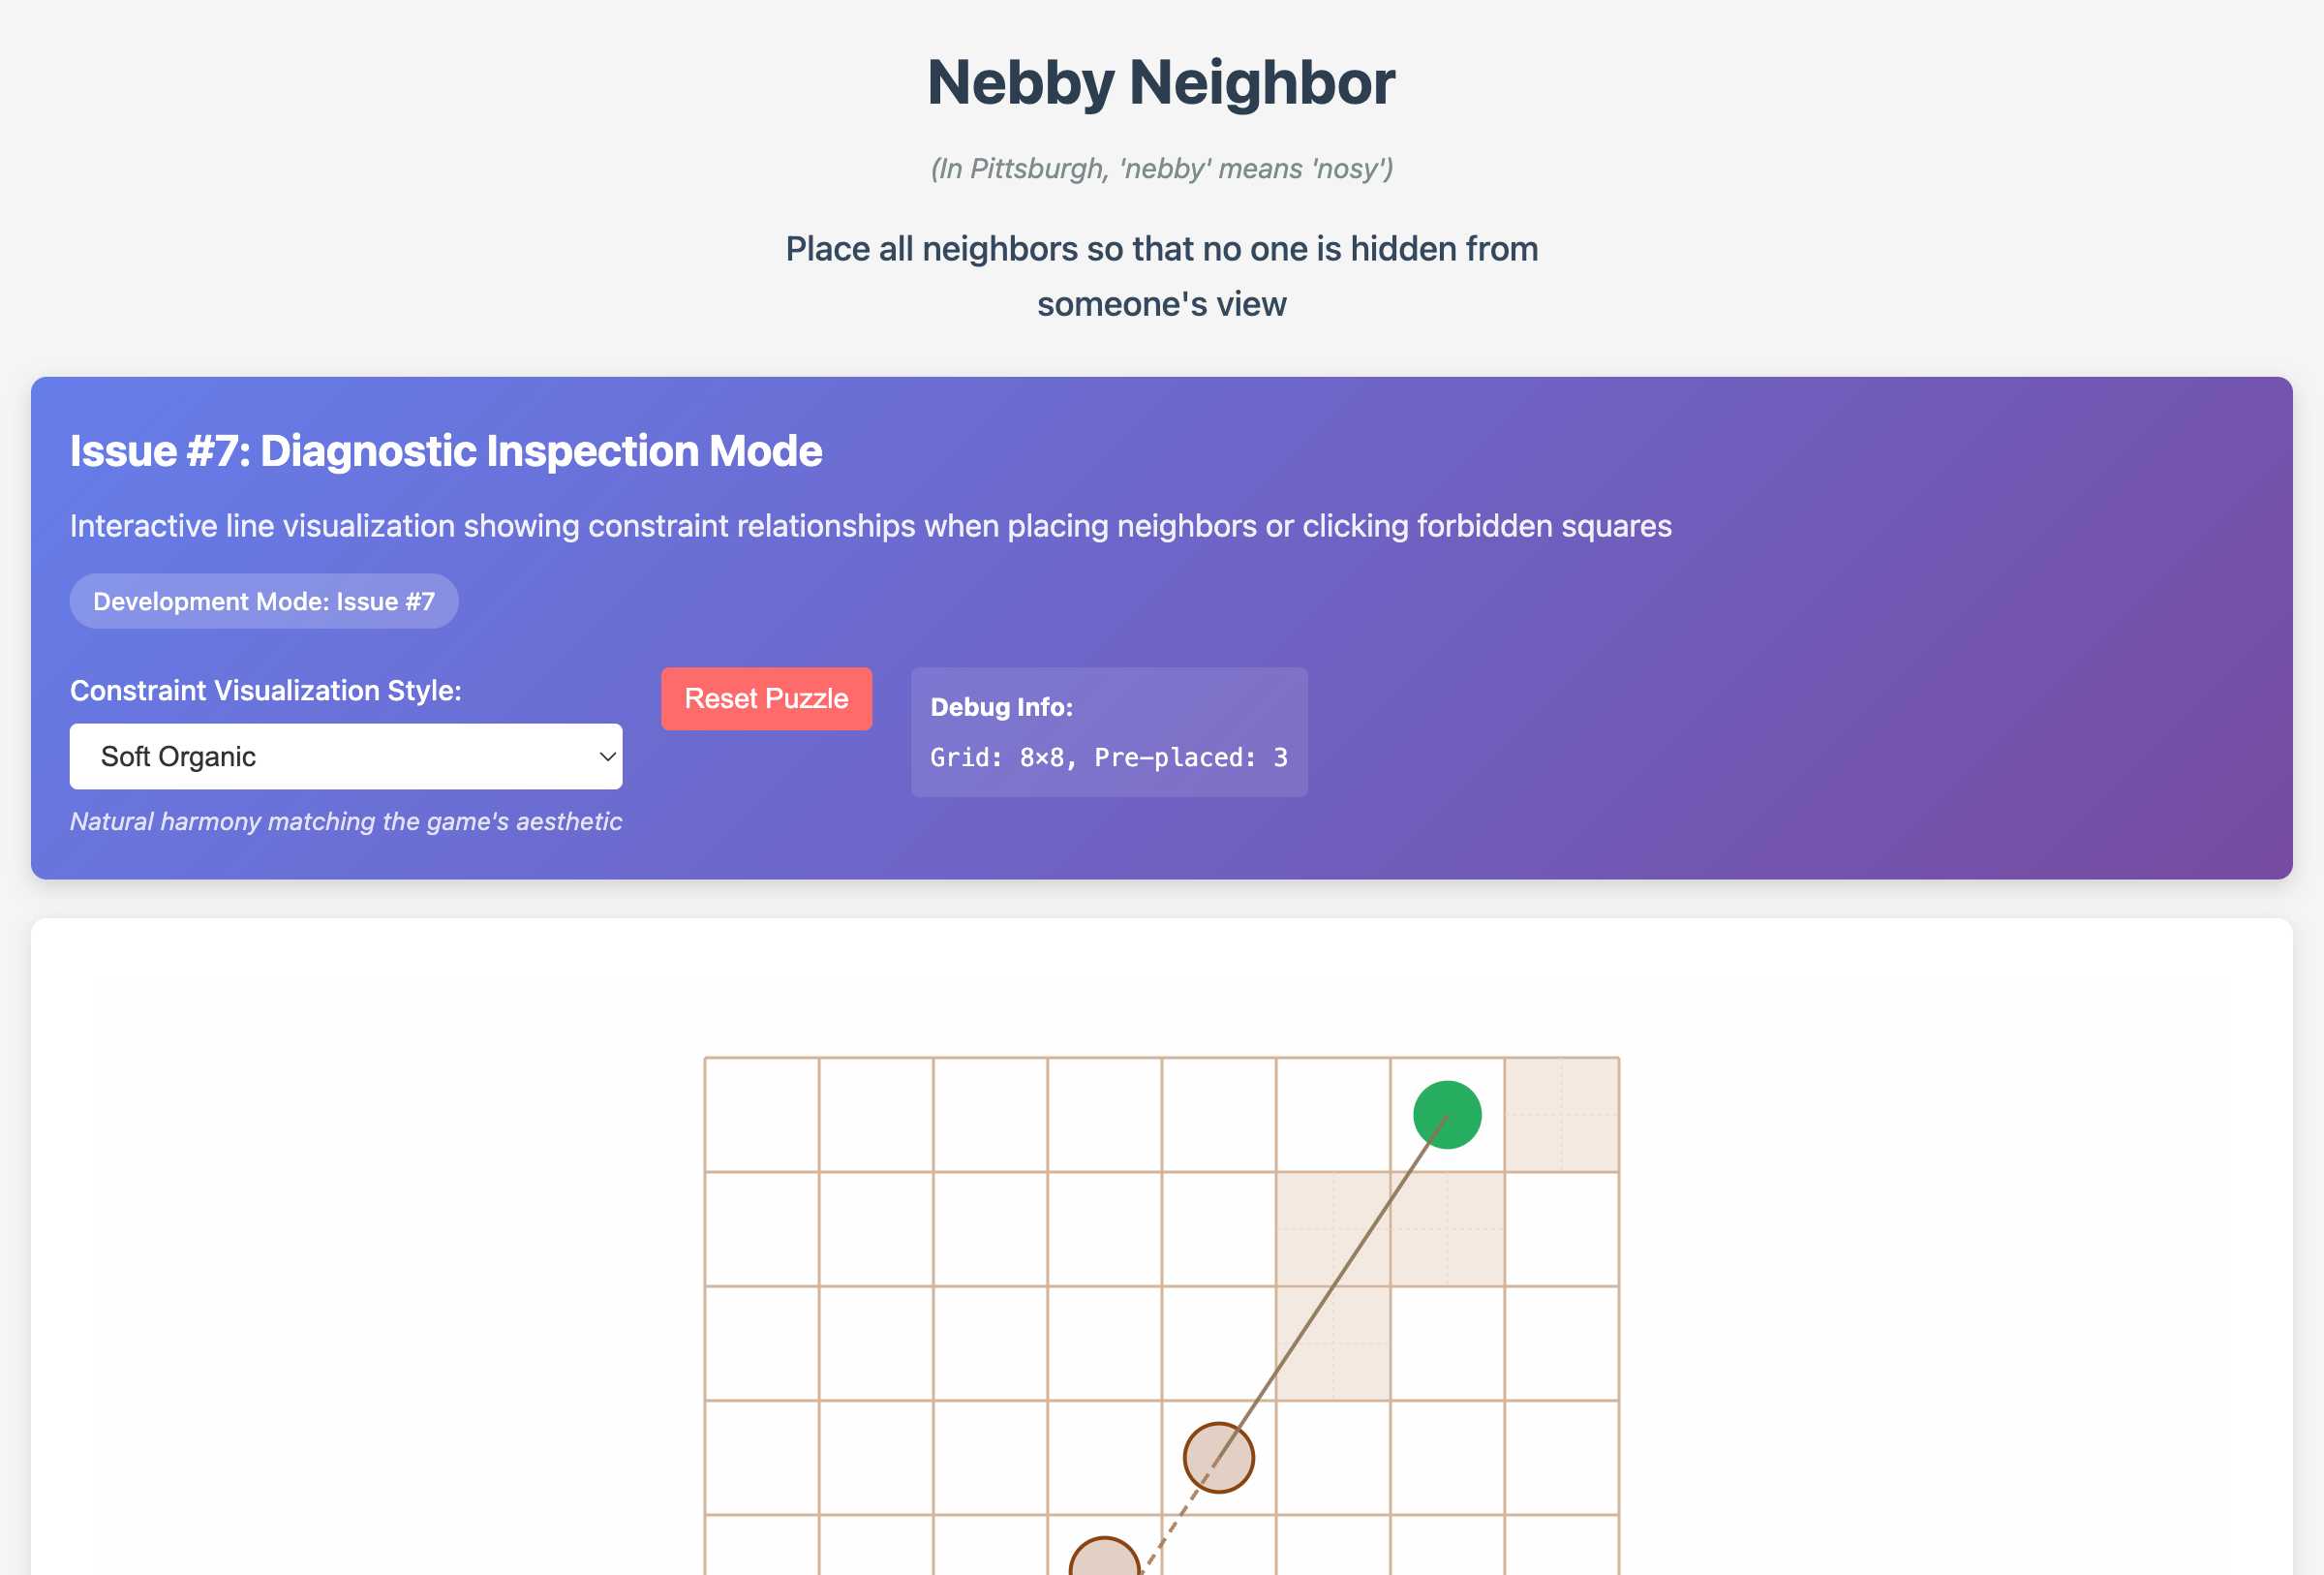 Nebby Neighbor
(In Pittsburgh, 'nebby' means 'nosy')
Place all neighbors so that no one is hidden from
someone's view
Issue #7: Diagnostic Inspection Mode
Interactive line visualization showing constraint relationships when placing neighbors or clicking forbidden squares
Development Mode: Issue #7
Constraint Visualization Style:
Soft Organic
Natural harmony matching the game's aesthetic
Reset Puzzle
Debug Info:
Grid: 8×8, Pre-placed: 3